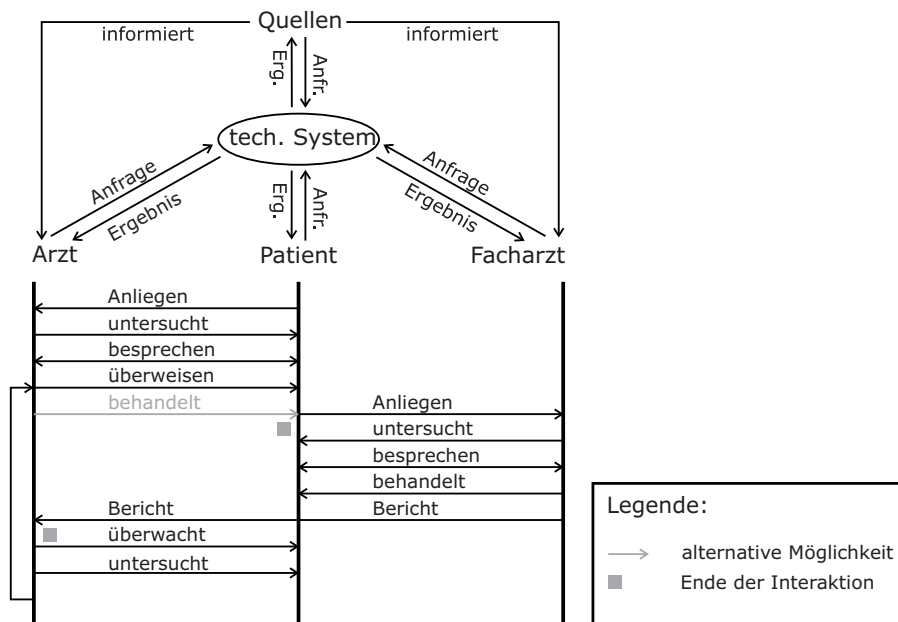 Quellen
informiert
informiert
Erg.
Anfr.
tech. System
Anfrage
Ergebnis
Erg.
Anfr.
Anfrage
Ergebnis
Arzt
Patient
Facharzt
Anliegen
untersucht
besprechen
überweisen
behandelt
Anliegen
untersucht
besprechen
behandelt
Bericht
Bericht
überwacht
untersucht
Legende:
alternative Möglichkeit
Ende der Interaktion